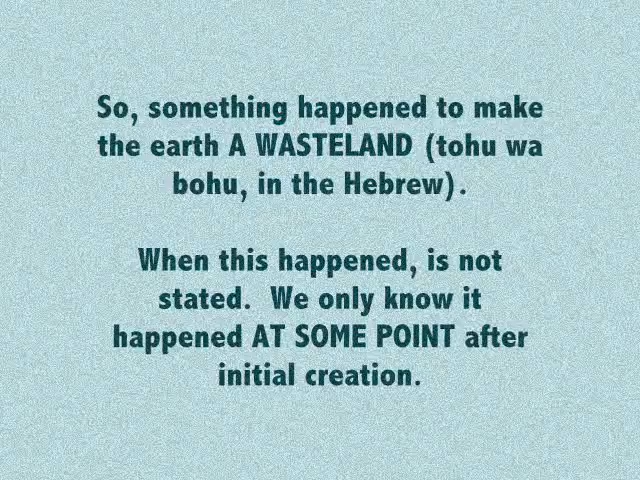 So, something happened to make
the earth A WASTELAND (tohu wa
bohu, in the Hebrew).
When this happened, is not
stated.  We only know it
happened AT SOME POINT after
initial creation.